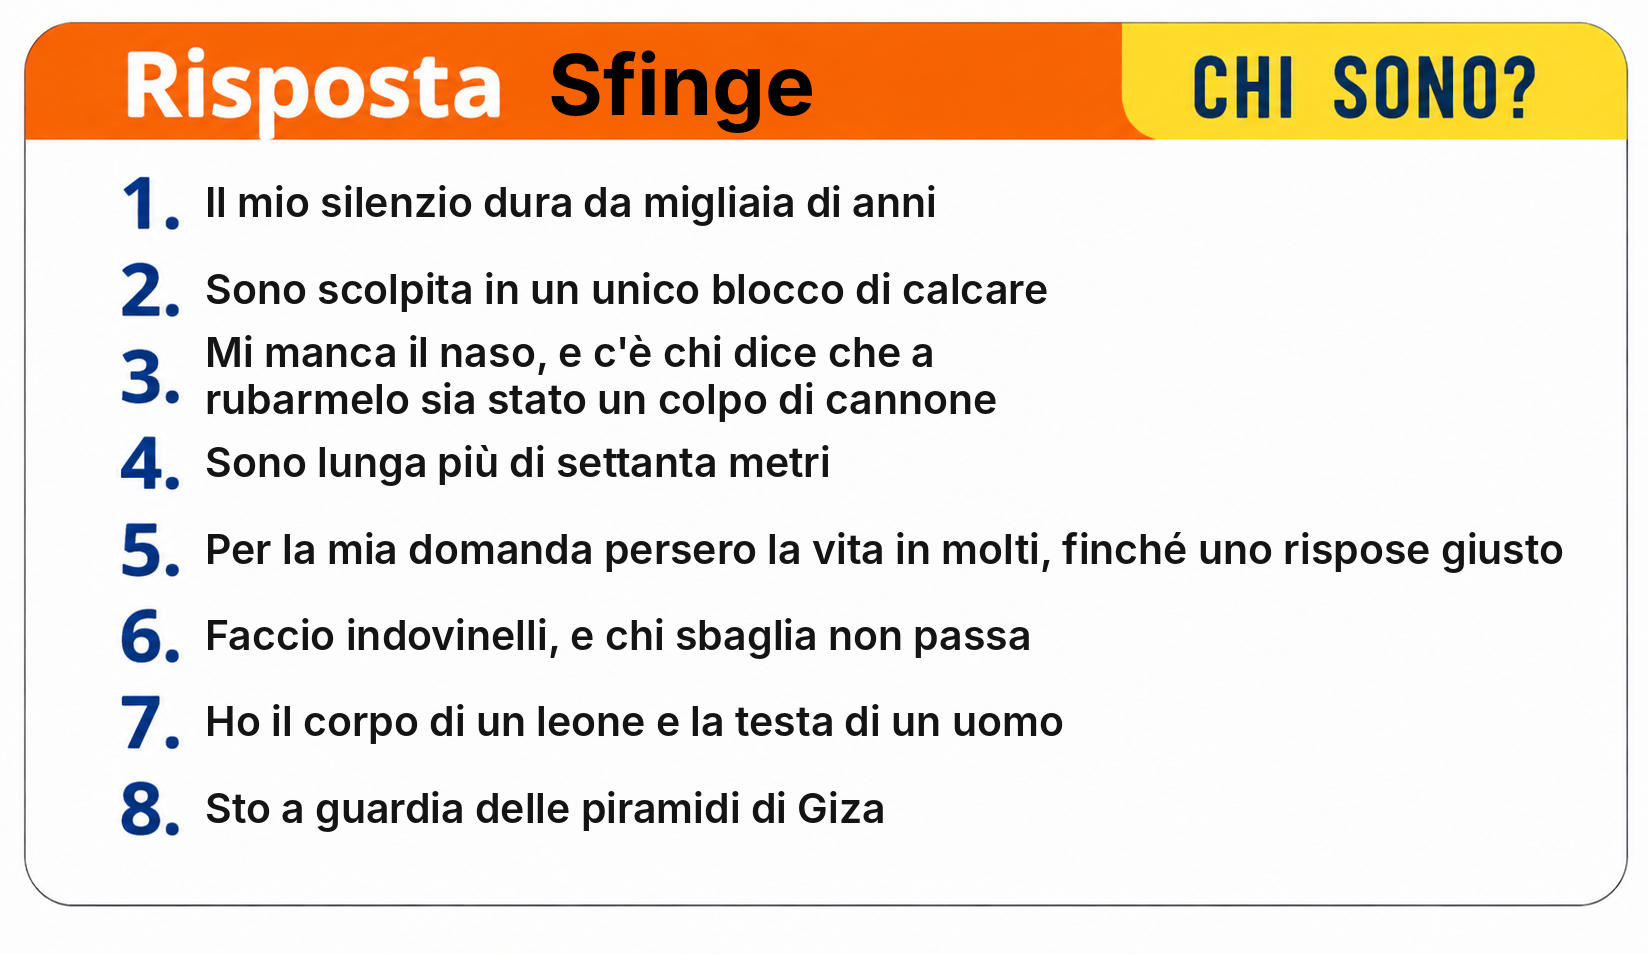 Risposta Sfinge CHI SONO?
1. Il mio silenzio dura da migliaia di anni
2. Sono scolpita in un unico blocco di calcare
3. Mi manca il naso, e c'è chi dice che a
rubarmelo sia stato un colpo di cannone
4. Sono lunga più di settanta metri
5. Per la mia domanda persero la vita in molti, finché uno rispose giusto
6. Faccio indovinelli, e chi sbaglia non passa
7. Ho il corpo di un leone e la testa di un uomo
8. Sto a guardia delle piramidi di Giza